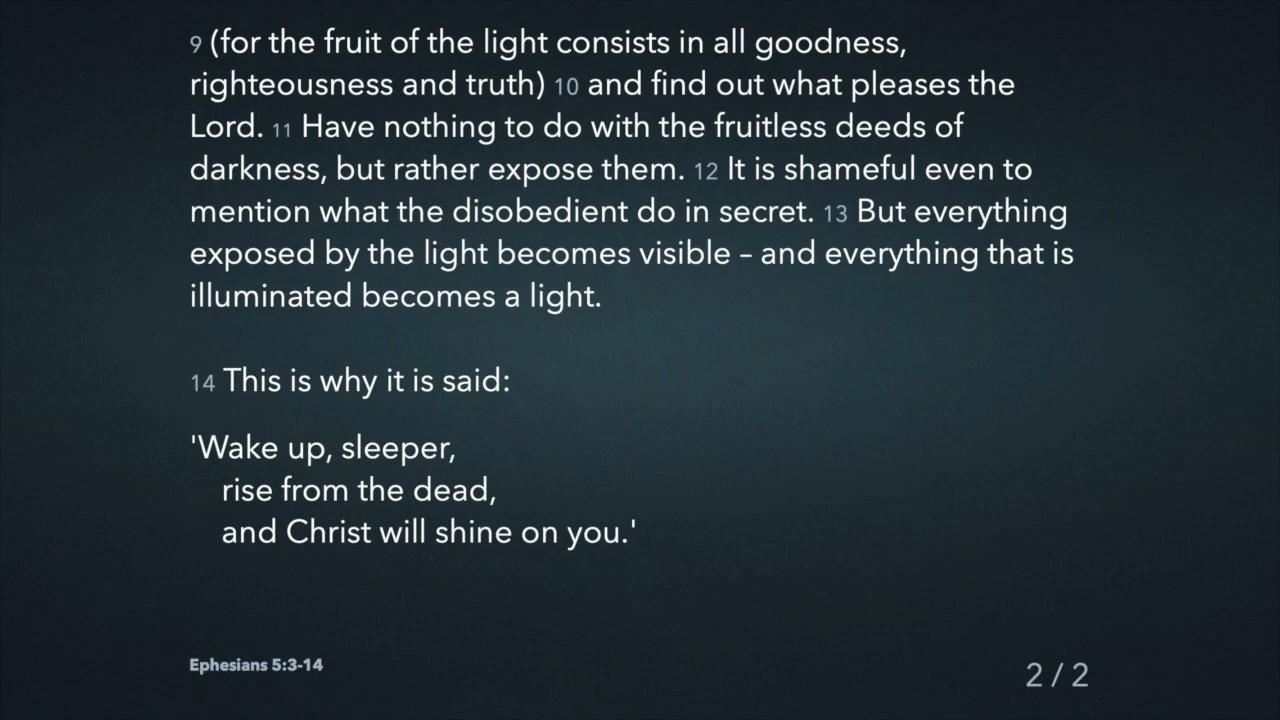 9 (for the fruit of the light consists in all goodness,
righteousness and truth) 10 and find out what pleases the
Lord. 11 Have nothing to do with the fruitless deeds of
darkness, but rather expose them. 12 It is shameful even to
mention what the disobedient do in secret. 13 But everything
exposed by the light becomes visible – and everything that is
illuminated becomes a light.
14 This is why it is said:
'Wake up, sleeper,
rise from the dead,
and Christ will shine on you.'
Ephesians 5:3-14
2 / 2